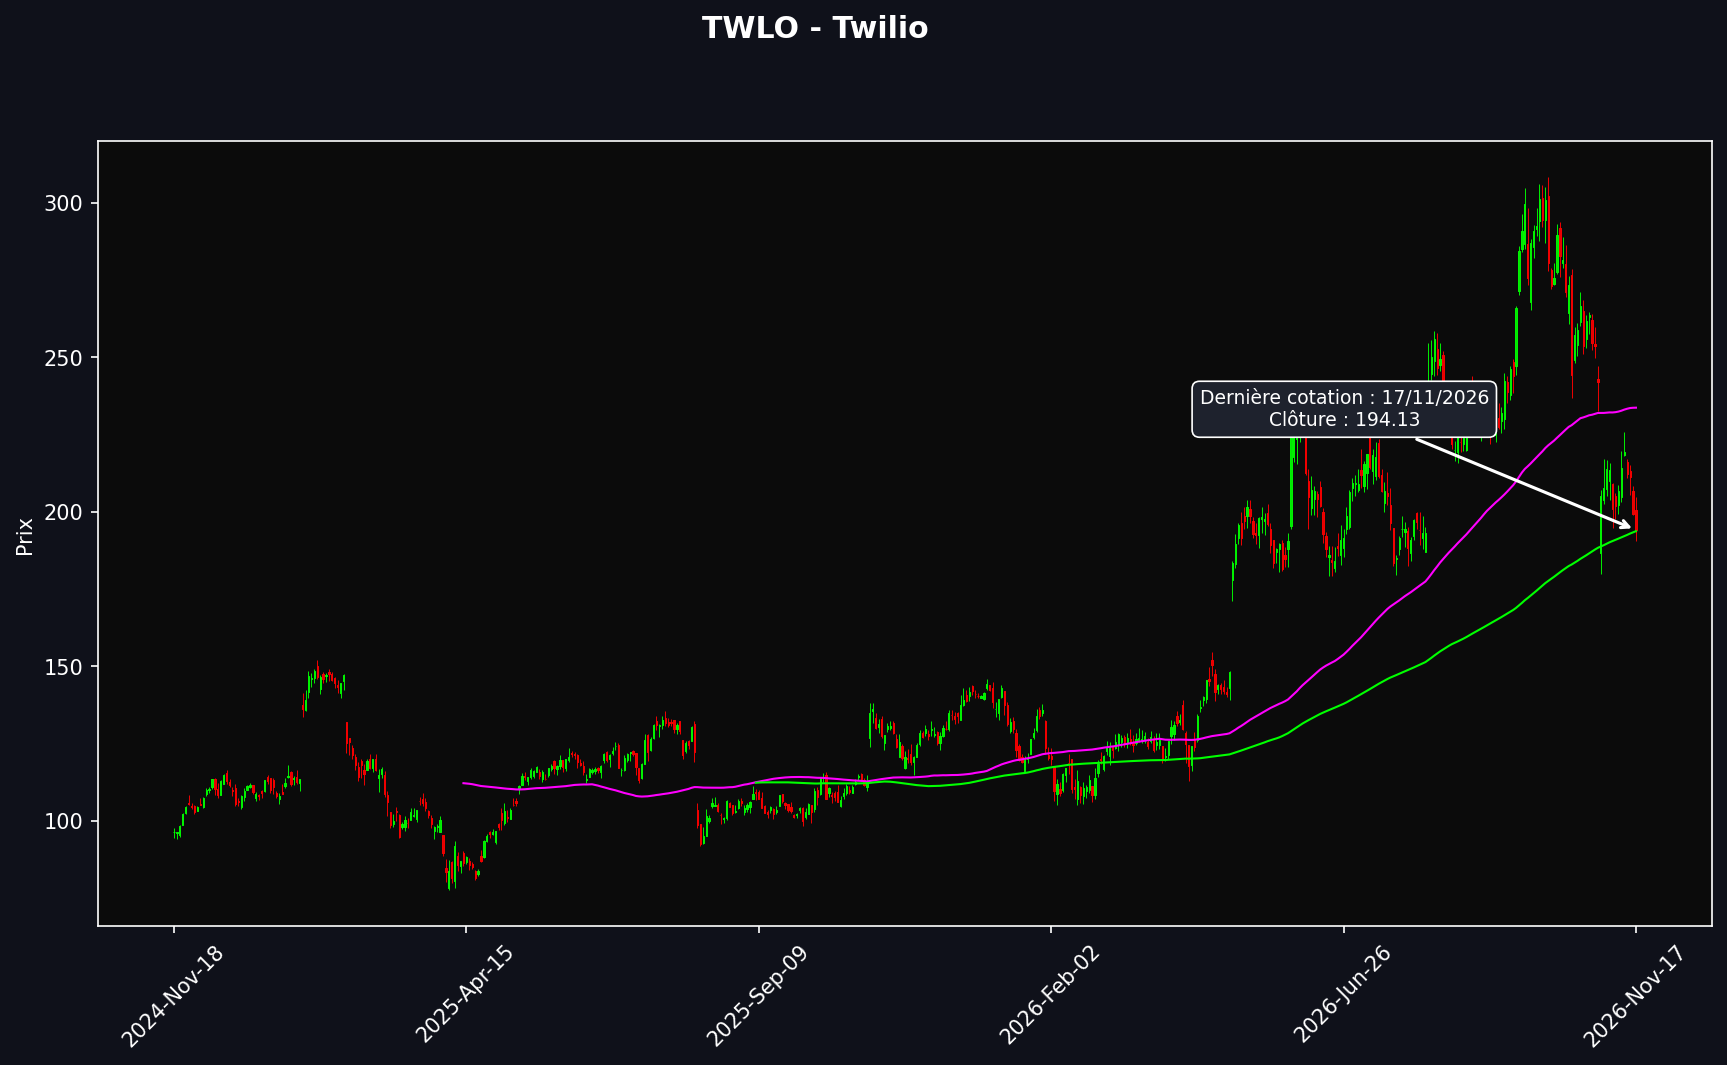 TWLO - Twilio
300
250
200
150
100
Prix
Dernière cotation : 17/11/2026
Clôture : 194.13
2024-Nov-18
2025-Apr-15
2025-Sep-09
2026-Feb-02
2026-Jun-26
2026-Nov-17